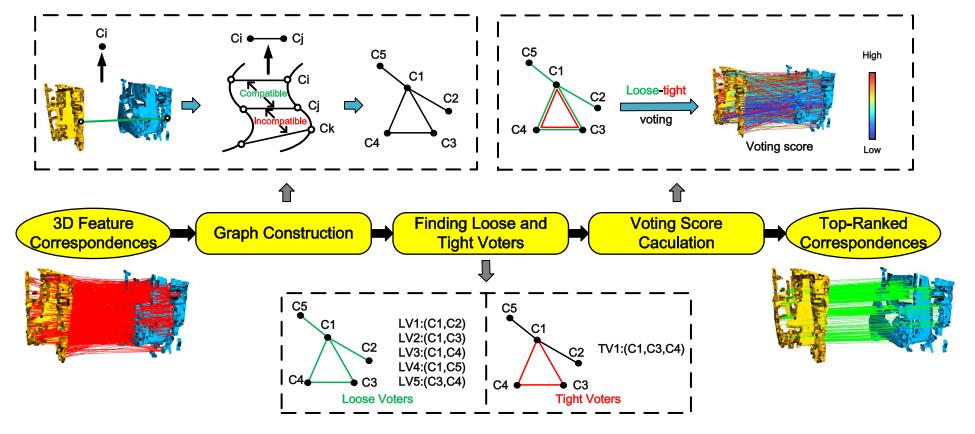 Ci
Ci
Cj
Ci
Compatible
Cj
Incompatible
Ck
C5
C1
C2
C4
C3
C5
C1
C2
C4
C3
Loose-tight
voting
High
Low
Voting score
3D Feature
Correspondences
Graph Construction
Finding Loose and
Tight Voters
Voting Score
Caculation
Top-Ranked
Correspondences
C5
C1
C2
C4
C3
LV1:(C1,C2)
LV2:(C1,C3)
LV3:(C1,C4)
LV4:(C1,C5)
LV5:(C3,C4)
Loose Voters
C5
C1
C2
C4
C3
TV1:(C1,C3,C4)
Tight Voters